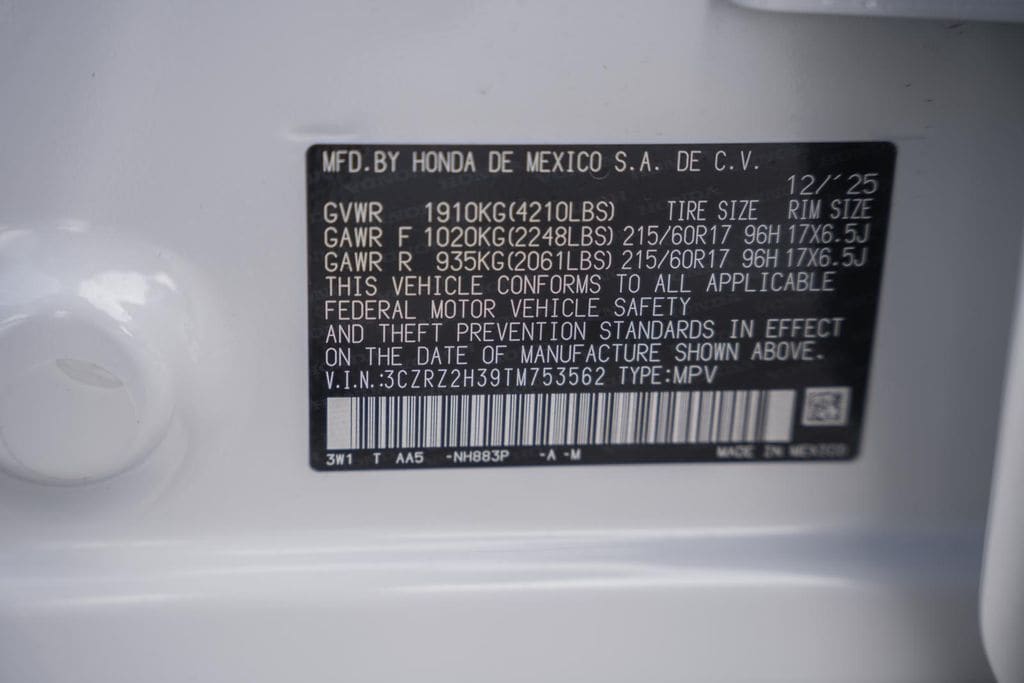 MFD.BY HONDA DE MEXICO S.A. DE C.V.
12/'25
GVWR 1910KG(4210LBS) TIRE SIZE RIM SIZE
GAWR F 1020KG(2248LBS) 215/60R17 96H 17X6.5J
GAWR R 935KG(2061LBS) 215/60R17 96H 17X6.5J
THIS VEHICLE CONFORMS TO ALL APPLICABLE
FEDERAL MOTOR VEHICLE SAFETY
AND THEFT PREVENTION STANDARDS IN EFFECT
ON THE DATE OF MANUFACTURE SHOWN ABOVE.
V.I.N.:3CZRZ2H39TM753562 TYPE:MPV
3W1 T AA5 -NH883P -A -M MADE IN MEXICO